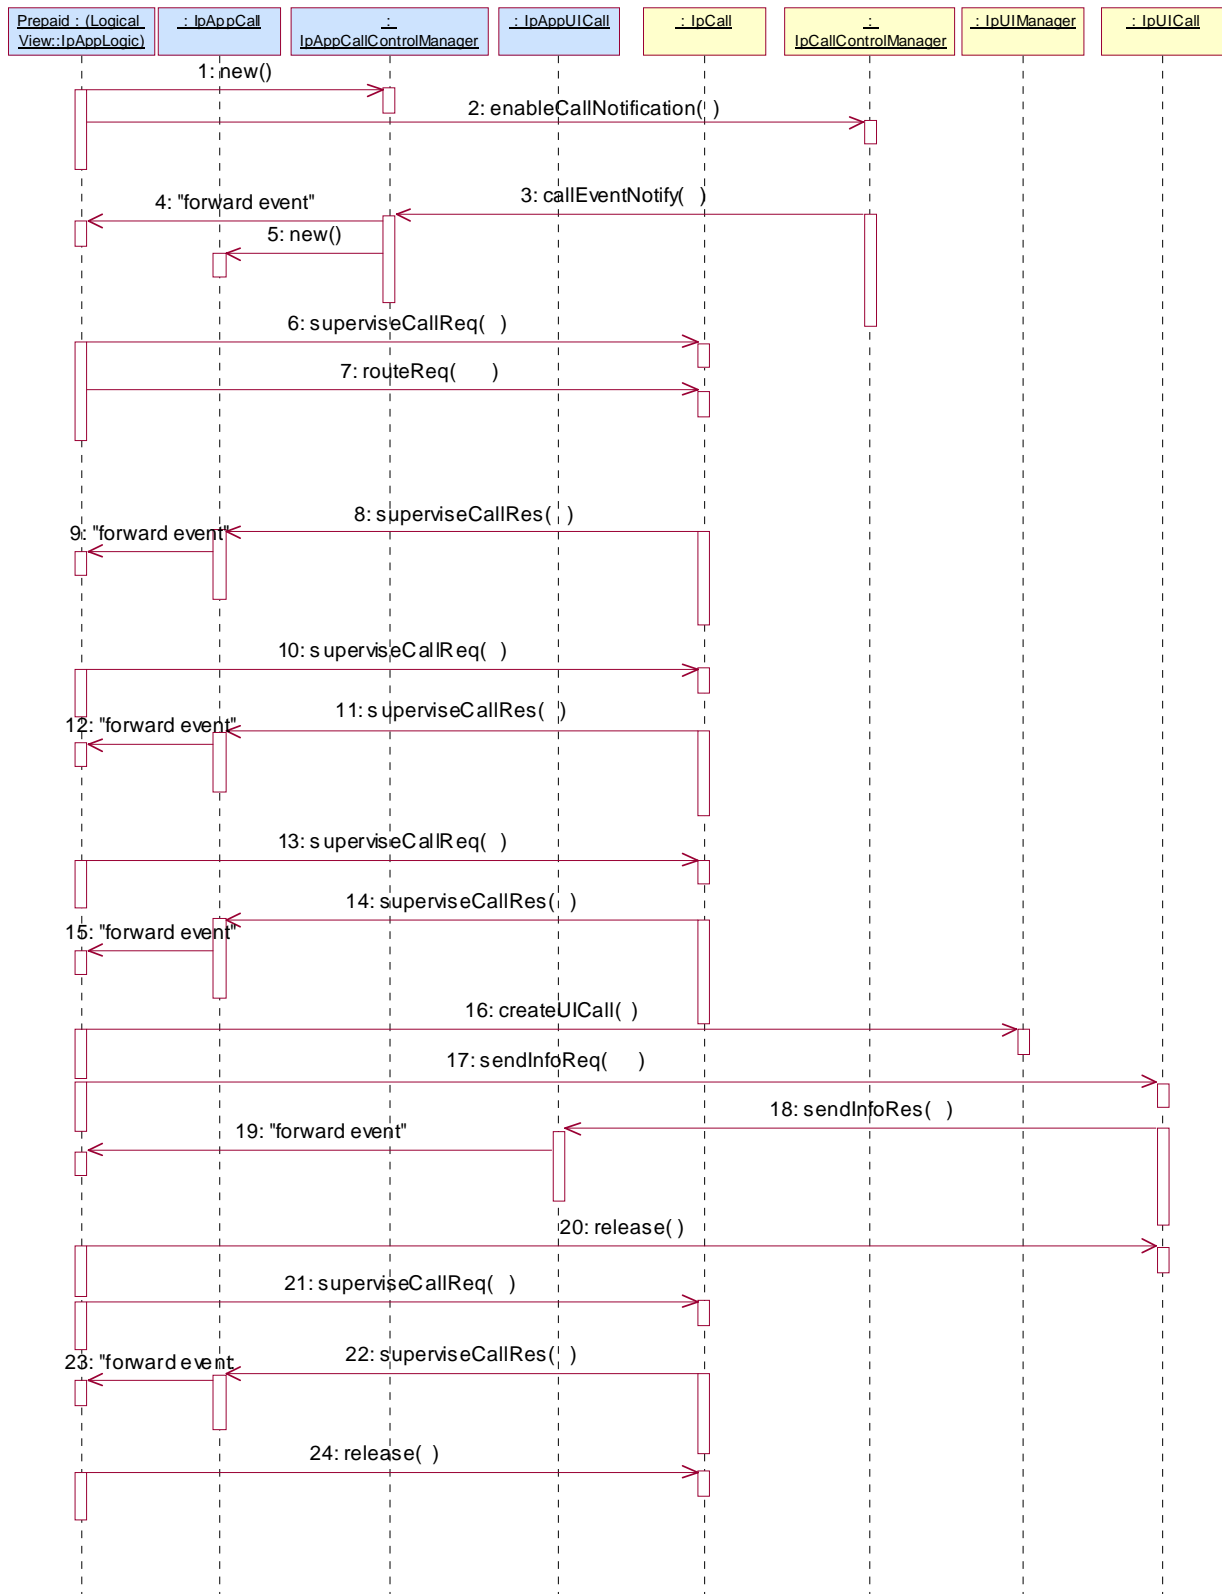 Prepaid : (Logical
View::IpAppLogic)
: IpAppCall
:
IpAppCallControlManager
: IpAppUICall
: IpCall
:
IpCallControlManager
: IpUIManager
: IpUICall
1: new()
2: enableCallNotification( )
3: callEventNotify( )
4: "forward event"
5: new()
6: superviseCallReq( )
7: routeReq( )
8: superviseCallRes( )
9: "forward event"
10: superviseCallReq( )
11: superviseCallRes( )
12: "forward event"
13: superviseCallReq( )
14: superviseCallRes( )
15: "forward event"
16: createUICall( )
17: sendInfoReq( )
18: sendInfoRes( )
19: "forward event"
20: release( )
21: superviseCallReq( )
22: superviseCallRes( )
23: "forward event
24: release( )